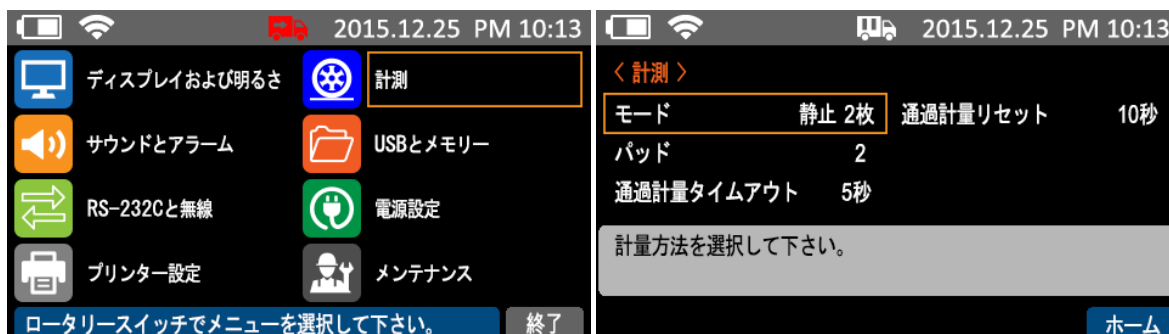 2015.12.25 PM 10:13
ディスプレイおよび明るさ
計測
サウンドとアラーム
USBとメモリー
RS-232Cと無線
電源設定
プリンター設定
メンテナンス
ロータリースイッチでメニューを選択して下さい。
終了
2015.12.25 PM 10:13
〈 計測 〉
モード 静止 2枚 通過計量リセット 10秒
パッド 2
通過計量タイムアウト 5秒
計量方法を選択して下さい。
ホーム